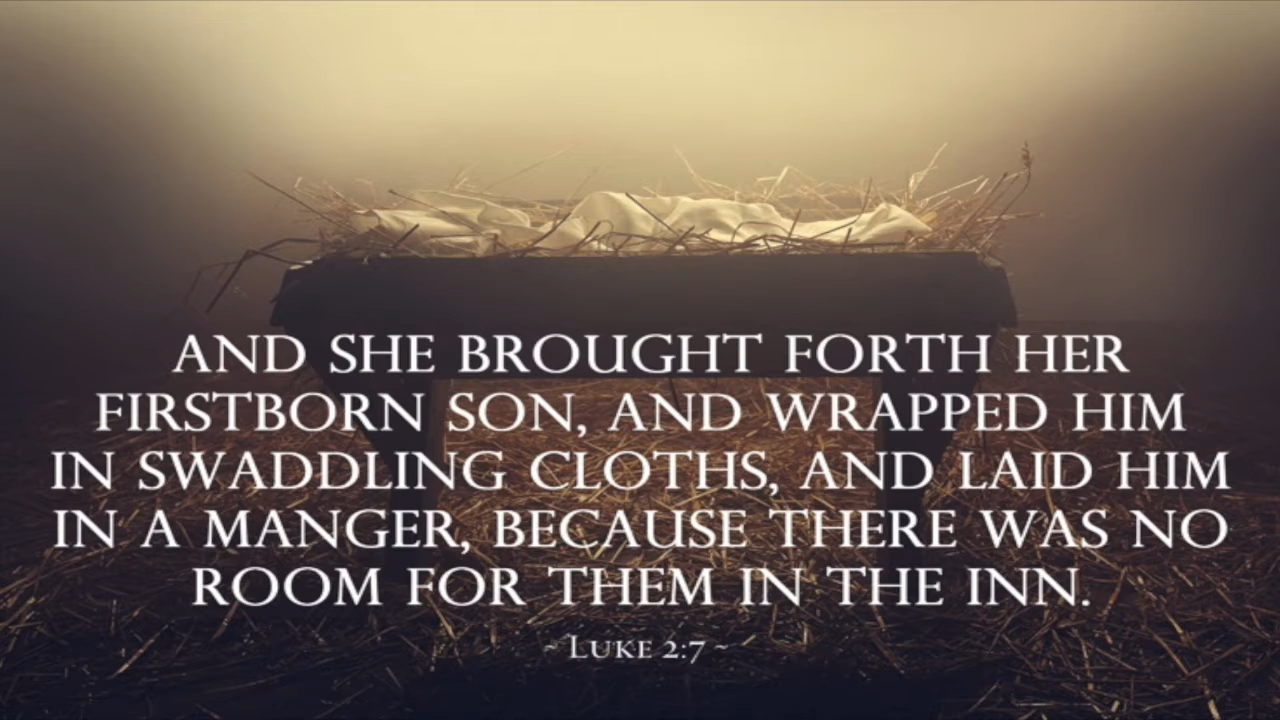 AND SHE BROUGHT FORTH HER
FIRSTBORN SON, AND WRAPPED HIM
IN SWADDLING CLOTHS, AND LAID HIM
IN A MANGER, BECAUSE THERE WAS NO
ROOM FOR THEM IN THE INN.
~ LUKE 2:7 ~